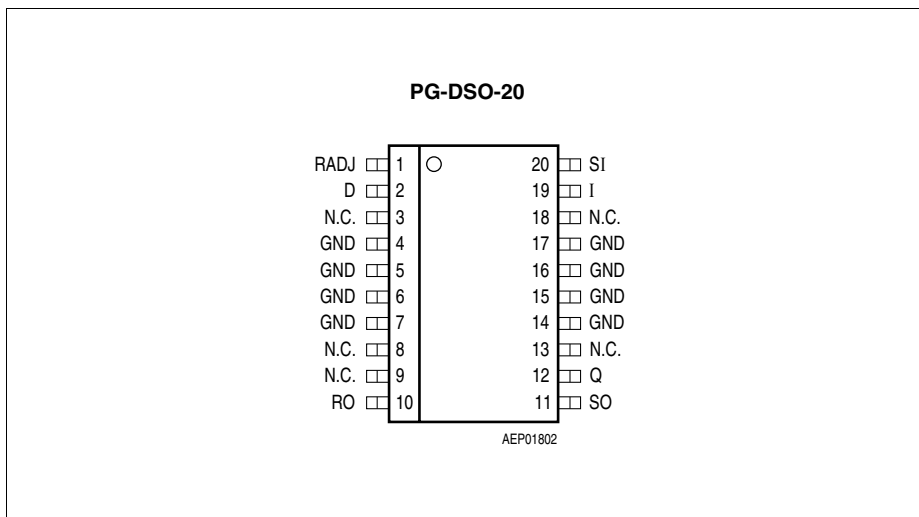 PG-DSO-20
RADJ 1 20 SI
D 2 19 I
N.C. 3 18 N.C.
GND 4 17 GND
GND 5 16 GND
GND 6 15 GND
GND 7 14 GND
N.C. 8 13 N.C.
N.C. 9 12 Q
RO 10 11 SO
AEP01802